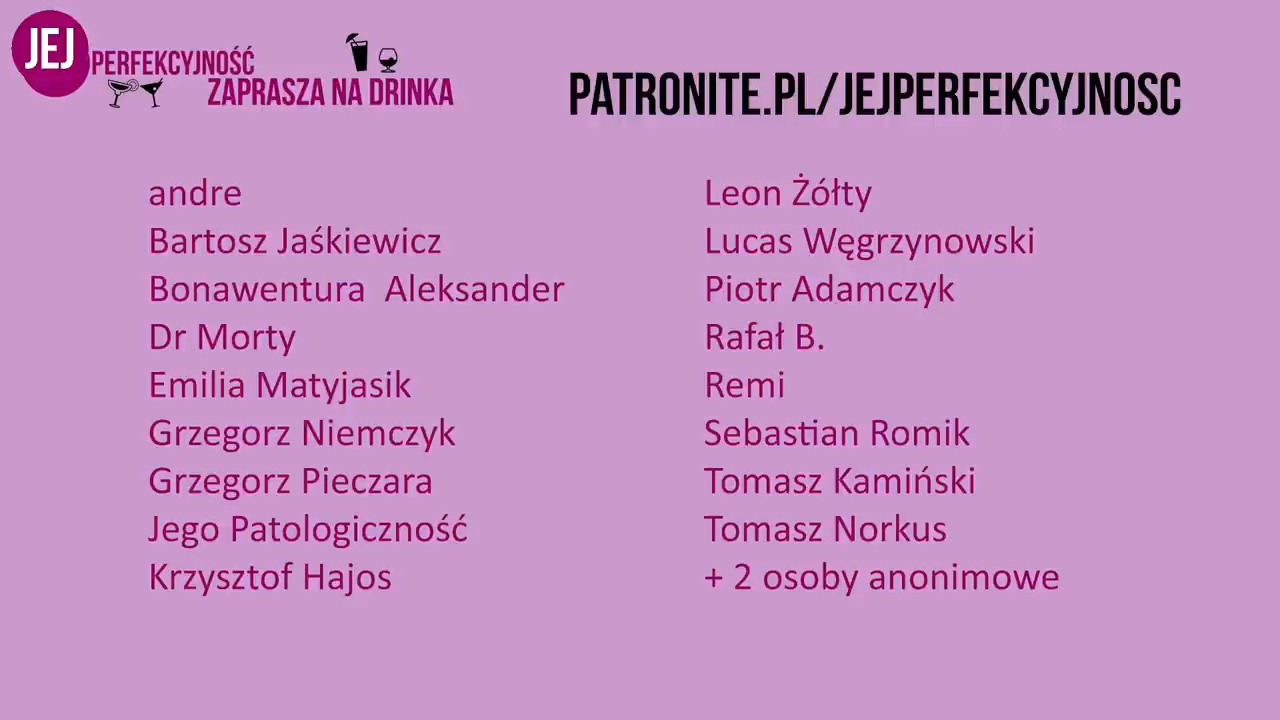 JEJ
PERFEKCYJNOŚĆ
ZAPRASZA NA DRINKA
PATRONITE.PL/JEJPERFEKCYJNOSC
andre
Bartosz Jaśkiewicz
Bonawentura  Aleksander
Dr Morty
Emilia Matyjasik
Grzegorz Niemczyk
Grzegorz Pieczara
Jego Patologiczność
Krzysztof Hajos
Leon Żółty
Lucas Węgrzynowski
Piotr Adamczyk
Rafał B.
Remi
Sebastian Romik
Tomasz Kamiński
Tomasz Norkus
+ 2 osoby anonimowe